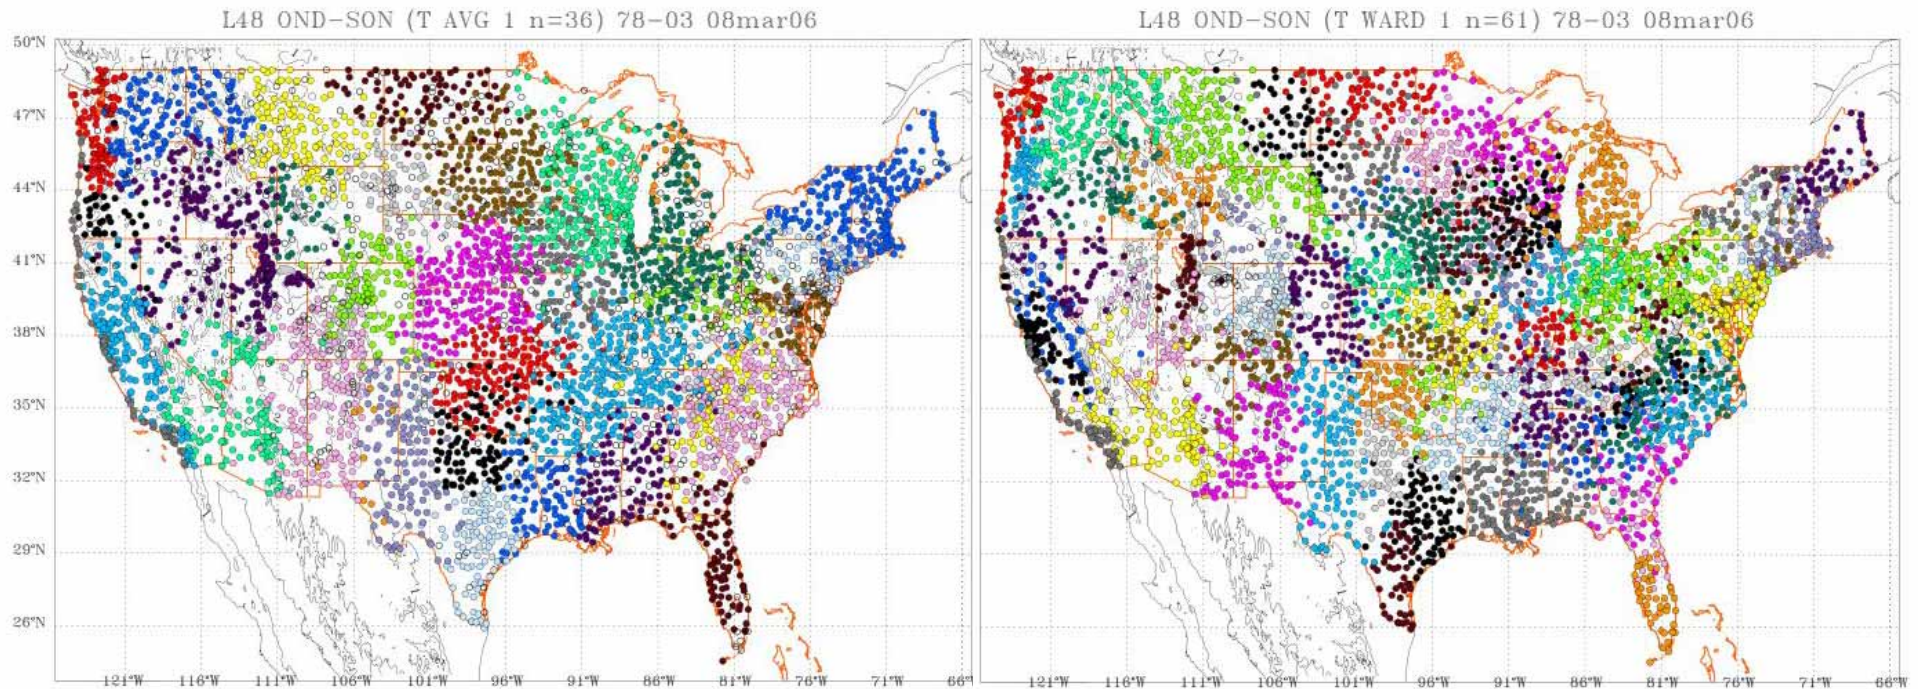 L48 OND-SON (T AVG 1 n=36) 78-03 08mar06
L48 OND-SON (T WARD 1 n=61) 78-03 08mar06
50°N
47°N
44°N
41°N
38°N
35°N
32°N
29°N
26°N
121°W 116°W 111°W 106°W 101°W 96°W 91°W 86°W 81°W 76°W 71°W 66°W
121°W 116°W 111°W 106°W 101°W 96°W 91°W 86°W 81°W 76°W 71°W 66°W